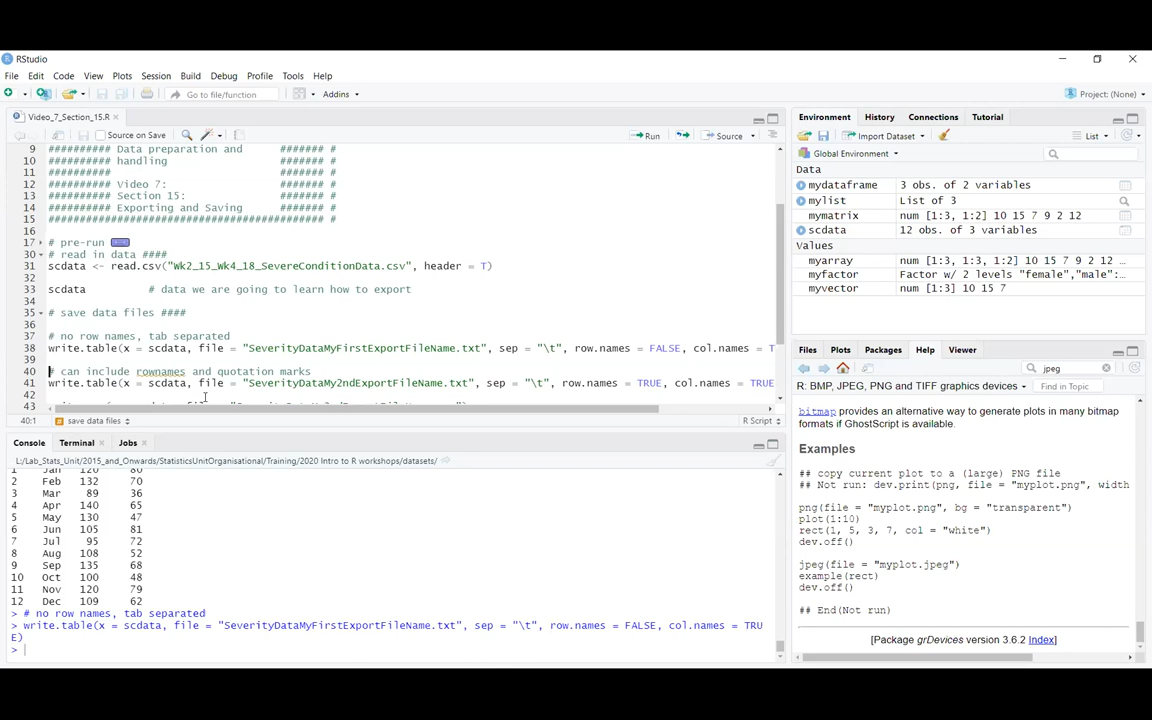 RStudio
File Edit Code View Plots Session Build Debug Profile Tools Help
Go to file/function Addins Project: (None)
Video_7_Section_15.R
Source on Save Run Source
9 ########## Data preparation and ####### #
10 ########## handling ####### #
11 ########## ####### #
12 ########## Video 7: ####### #
13 ########## Section 15: ####### #
14 ########## Exporting and Saving ####### #
15 ########################################## #
16
17 # pre-run
30 # read in data ####
31 scdata <- read.csv("Wk2_15_Wk4_18_SevereConditionData.csv", header = T)
32
33 scdata # data we are going to learn how to export
34
35 # save data files ####
36
37 # no row names, tab separated
38 write.table(x = scdata, file = "SeverityDataMyFirstExportFileName.txt", sep = "\t", row.names = FALSE, col.names = T
39
40 # can include rownames and quotation marks
41 write.table(x = scdata, file = "SeverityDataMy2ndExportFileName.txt", sep = "\t", row.names = TRUE, col.names = TRUE
42
43
40:1 save data files R Script
Console Terminal Jobs
L:/Lab_Stats_Unit/2015_and_Onwards/StatisticsUnitOrganisational/Training/2020 Intro to R workshops/datasets/
1 Jan 120 80
2 Feb 132 70
3 Mar 89 36
4 Apr 140 65
5 May 130 47
6 Jun 105 81
7 Jul 95 72
8 Aug 108 52
9 Sep 135 68
10 Oct 100 48
11 Nov 120 79
12 Dec 109 62
> # no row names, tab separated
> write.table(x = scdata, file = "SeverityDataMyFirstExportFileName.txt", sep = "\t", row.names = FALSE, col.names = TRU
E)
>
Environment History Connections Tutorial
Import Dataset List
Global Environment
Data
mydataframe 3 obs. of 2 variables
mylist List of 3
mymatrix num [1:3, 1:2] 10 15 7 9 2 12
scdata 12 obs. of 3 variables
Values
myarray num [1:3, 1:3, 1:2] 10 15 7 9 2 12 ...
myfactor Factor w/ 2 levels "female","male":…
myvector num [1:3] 10 15 7
Files Plots Packages Help Viewer
jpeg
R: BMP, JPEG, PNG and TIFF graphics devices Find in Topic
bitmap provides an alternative way to generate plots in many bitmap
formats if GhostScript is available.
Examples
## copy current plot to a (large) PNG file
## Not run: dev.print(png, file = "myplot.png", width
png(file = "myplot.png", bg = "transparent")
plot(1:10)
rect(1, 5, 3, 7, col = "white")
dev.off()
jpeg(file = "myplot.jpeg")
example(rect)
dev.off()
## End(Not run)
[Package grDevices version 3.6.2 Index]